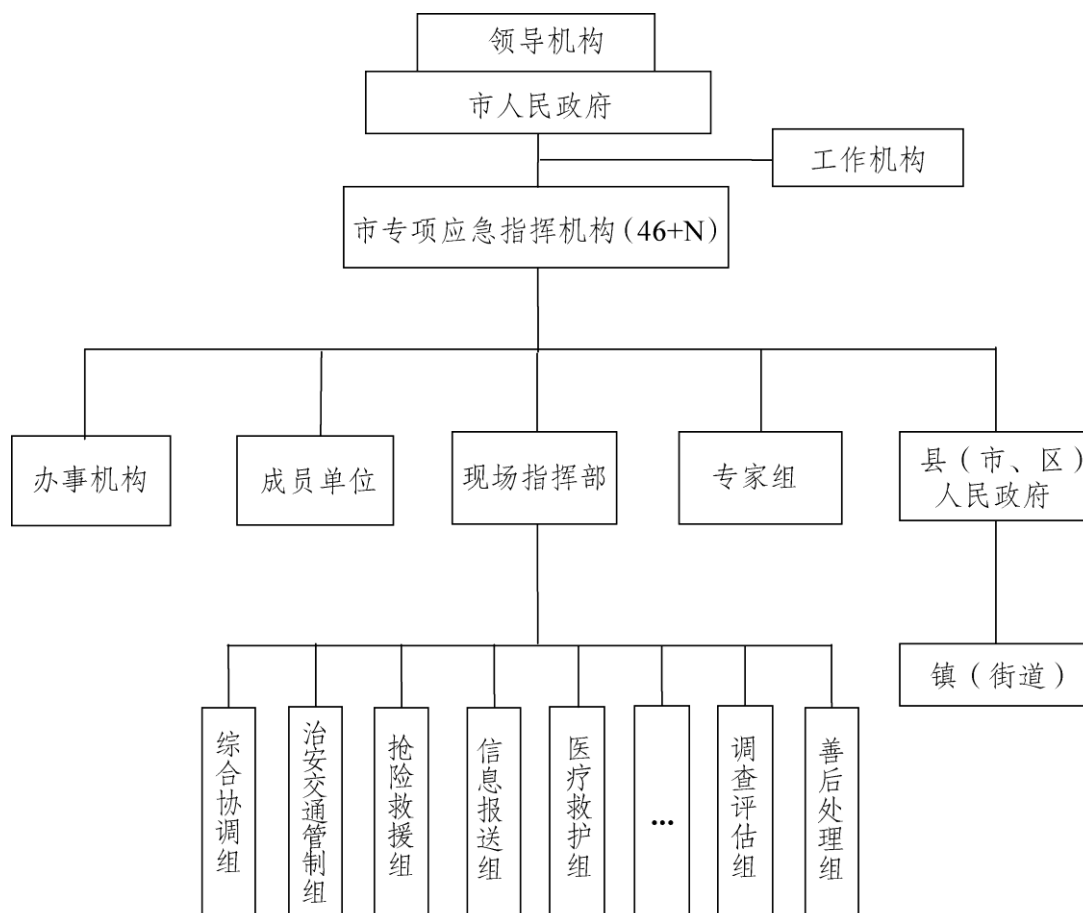 领导机构
市人民政府
工作机构
市专项应急指挥机构（46+N）
办事机构
成员单位
现场指挥部
专家组
县（市、区）
人民政府
镇（街道）
综合协调组
治安交通管制组
抢险救援组
信息报送组
医疗救护组
...
调查评估组
善后处理组